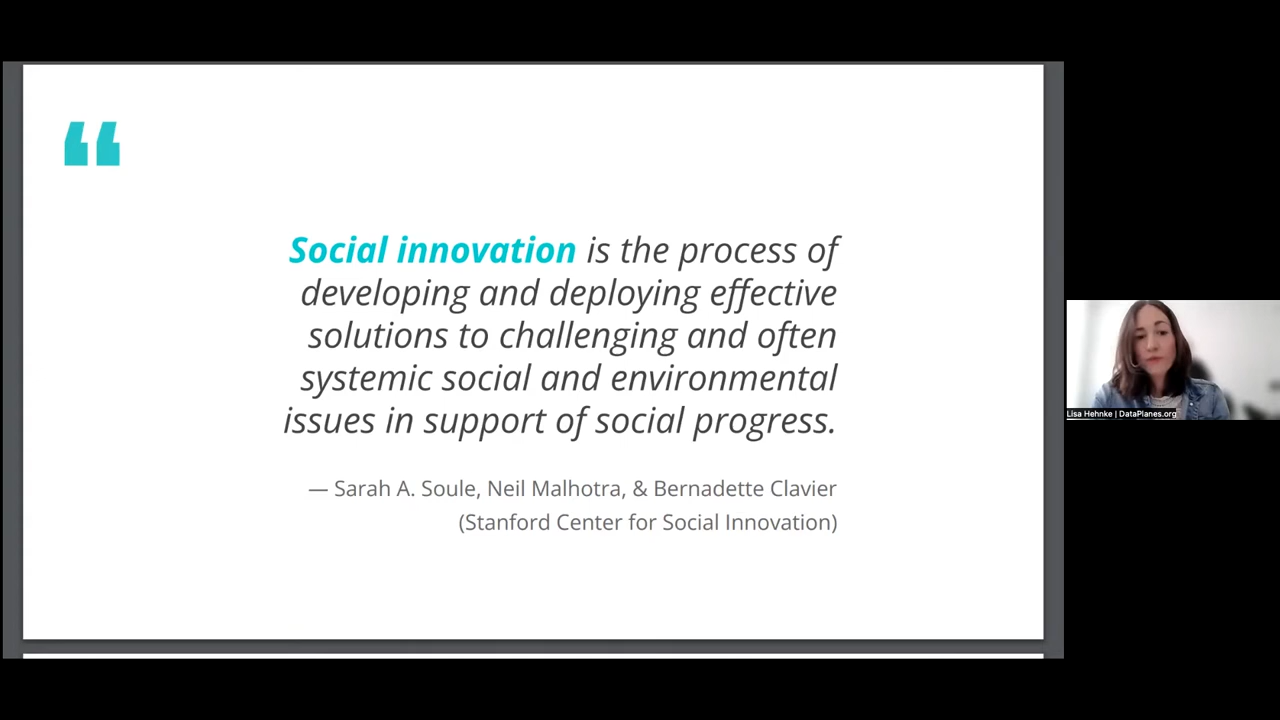 “
Social innovation is the process of
developing and deploying effective
solutions to challenging and often
systemic social and environmental
issues in support of social progress.
— Sarah A. Soule, Neil Malhotra, & Bernadette Clavier
(Stanford Center for Social Innovation)
Lisa Hehnke | DataPlanes.org